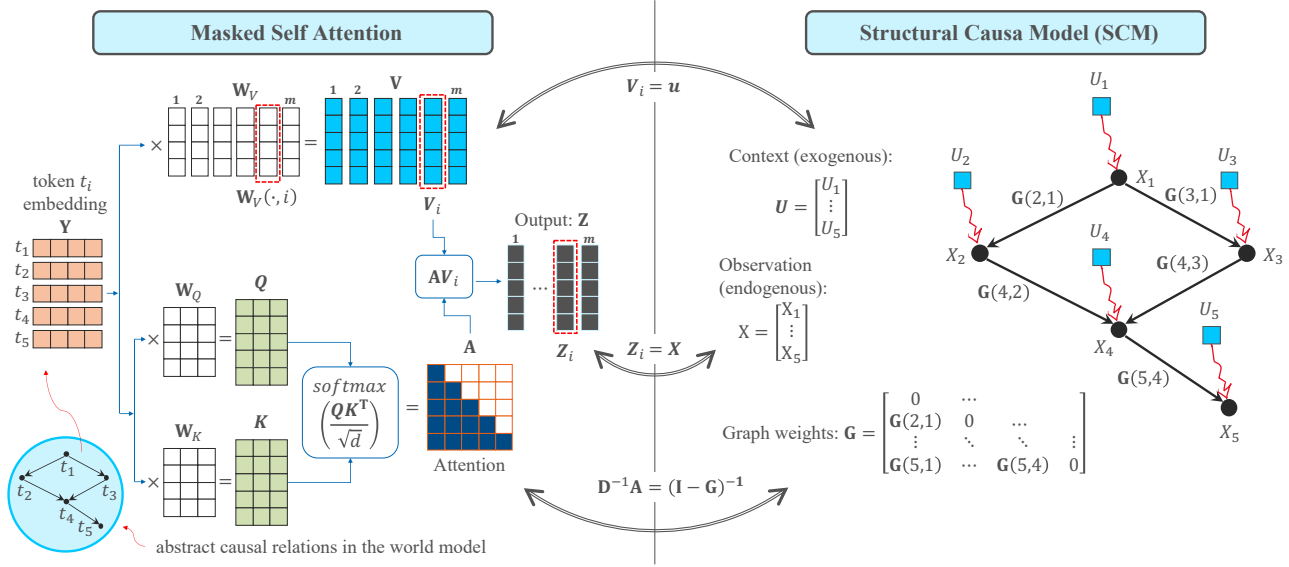 Masked Self Attention
Structural Causa Model (SCM)
W_V
1 2 m
×
=
V
1 2 m
W_V(·, i)
V_i
token t_i
embedding
Y
t_1
t_2
t_3
t_4
t_5
W_Q
×
=
Q
W_K
×
=
K
softmax
(QK^T / √d)
=
A
Attention
AV_i
Output: Z
1 ... m
Z_i
t_1
t_2 t_3
t_4
t_5
abstract causal relations in the world model
V_i = u
Z_i = X
D^{-1}A = (I − G)^{-1}
Context (exogenous):
U = [U_1 ⋮ U_5]
Observation
(endogenous):
X = [X_1 ⋮ X_5]
Graph weights: G =
0 ⋯
G(2,1) 0 …
⋮ ⋱ ⋱ ⋮
G(5,1) ⋯ G(5,4) 0
U_1
U_2 U_3
X_1
G(2,1) G(3,1)
U_4
X_2 X_3
G(4,2) G(4,3)
U_5
X_4
G(5,4)
X_5